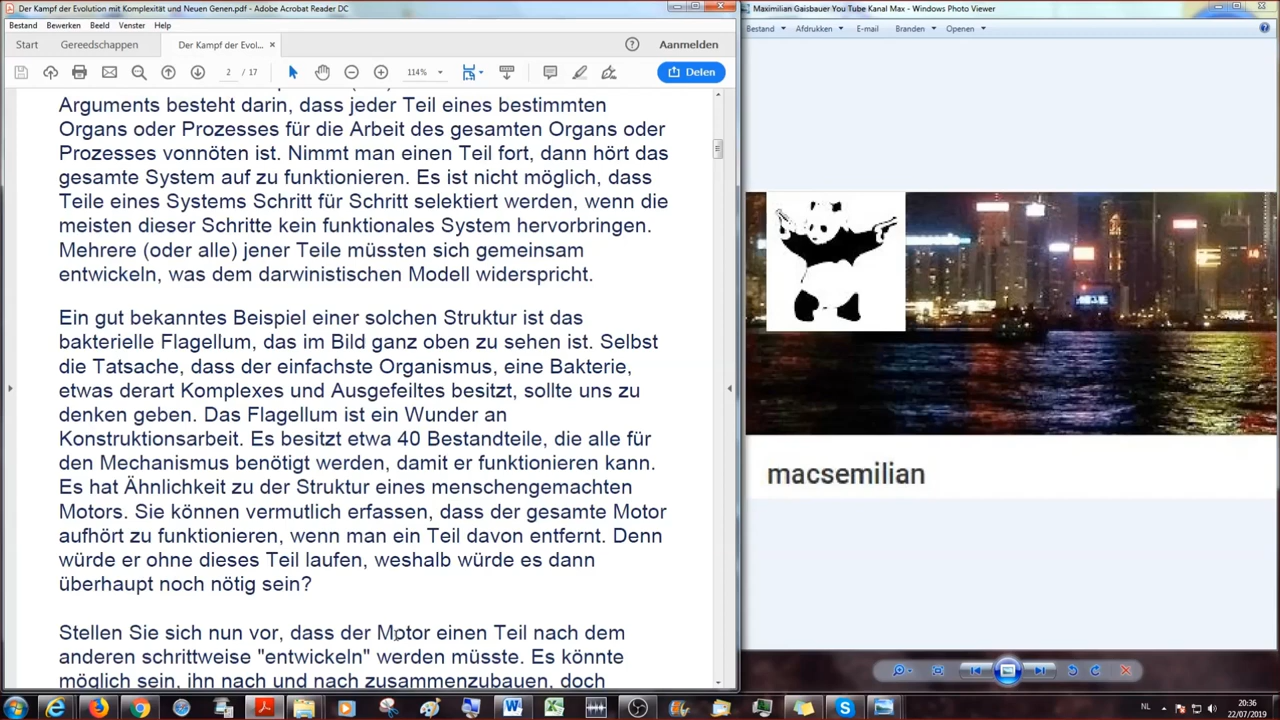 Der Kampf der Evolution mit Komplexität und Neuen Genen.pdf - Adobe Acrobat Reader DC
Bestand Bewerken Beeld Venster Help
Start Gereedschappen Der Kampf der Evol... × Aanmelden
2 / 17 114% Delen
Arguments besteht darin, dass jeder Teil eines bestimmten
Organs oder Prozesses für die Arbeit des gesamten Organs oder
Prozesses vonnöten ist. Nimmt man einen Teil fort, dann hört das
gesamte System auf zu funktionieren. Es ist nicht möglich, dass
Teile eines Systems Schritt für Schritt selektiert werden, wenn die
meisten dieser Schritte kein funktionales System hervorbringen.
Mehrere (oder alle) jener Teile müssten sich gemeinsam
entwickeln, was dem darwinistischen Modell widerspricht.
Ein gut bekanntes Beispiel einer solchen Struktur ist das
bakterielle Flagellum, das im Bild ganz oben zu sehen ist. Selbst
die Tatsache, dass der einfachste Organismus, eine Bakterie,
etwas derart Komplexes und Ausgefeiltes besitzt, sollte uns zu
denken geben. Das Flagellum ist ein Wunder an
Konstruktionsarbeit. Es besitzt etwa 40 Bestandteile, die alle für
den Mechanismus benötigt werden, damit er funktionieren kann.
Es hat Ähnlichkeit zu der Struktur eines menschengemachten
Motors. Sie können vermutlich erfassen, dass der gesamte Motor
aufhört zu funktionieren, wenn man ein Teil davon entfernt. Denn
würde er ohne dieses Teil laufen, weshalb würde es dann
überhaupt noch nötig sein?
Stellen Sie sich nun vor, dass der Motor einen Teil nach dem
anderen schrittweise "entwickeln" werden müsste. Es könnte
möglich sein, ihn nach und nach zusammenzubauen, doch
Maximilian Gaisbauer You Tube Kanal Max - Windows Photo Viewer
Bestand Afdrukken E-mail Branden Openen
macsemilian
NL 20:36
22/07/2019